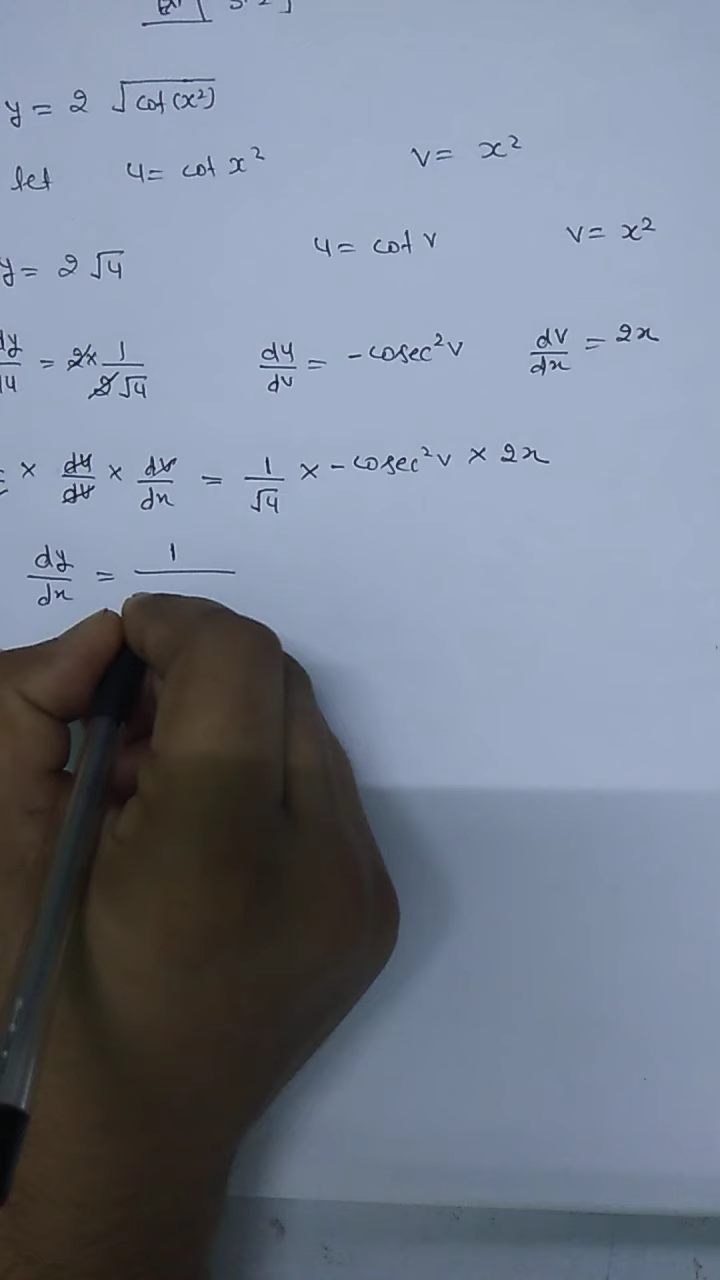 y = 2 √cot(x²)
let u = cot x² v = x²
y = 2 √u u = cot v v = x²
dy/du = 2 × 1/2√u du/dv = -cosec²v dv/dx = 2x
× du/dv × dv/dx = 1/√u × -cosec²v × 2x
dy/dx = 1